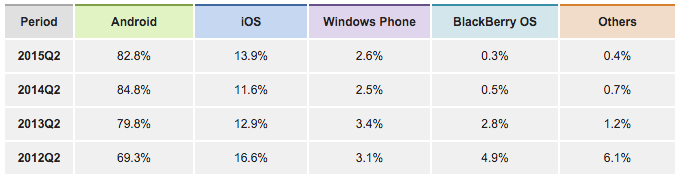 Period Android iOS Windows Phone BlackBerry OS Others
2015Q2 82.8% 13.9% 2.6% 0.3% 0.4%
2014Q2 84.8% 11.6% 2.5% 0.5% 0.7%
2013Q2 79.8% 12.9% 3.4% 2.8% 1.2%
2012Q2 69.3% 16.6% 3.1% 4.9% 6.1%